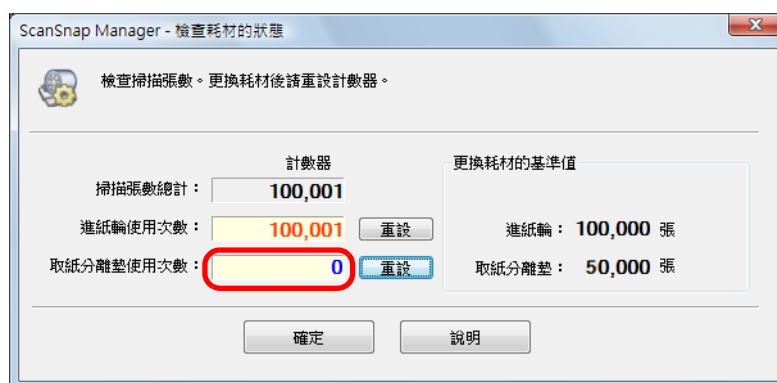 ScanSnap Manager - 檢查耗材的狀態
檢查掃描張數。更換耗材後請重設計數器。
計數器
更換耗材的基準值
掃描張數總計： 100,001
進紙輪使用次數： 100,001 重設
進紙輪： 100,000 張
取紙分離墊使用次數： 0 重設
取紙分離墊： 50,000 張
確定
說明